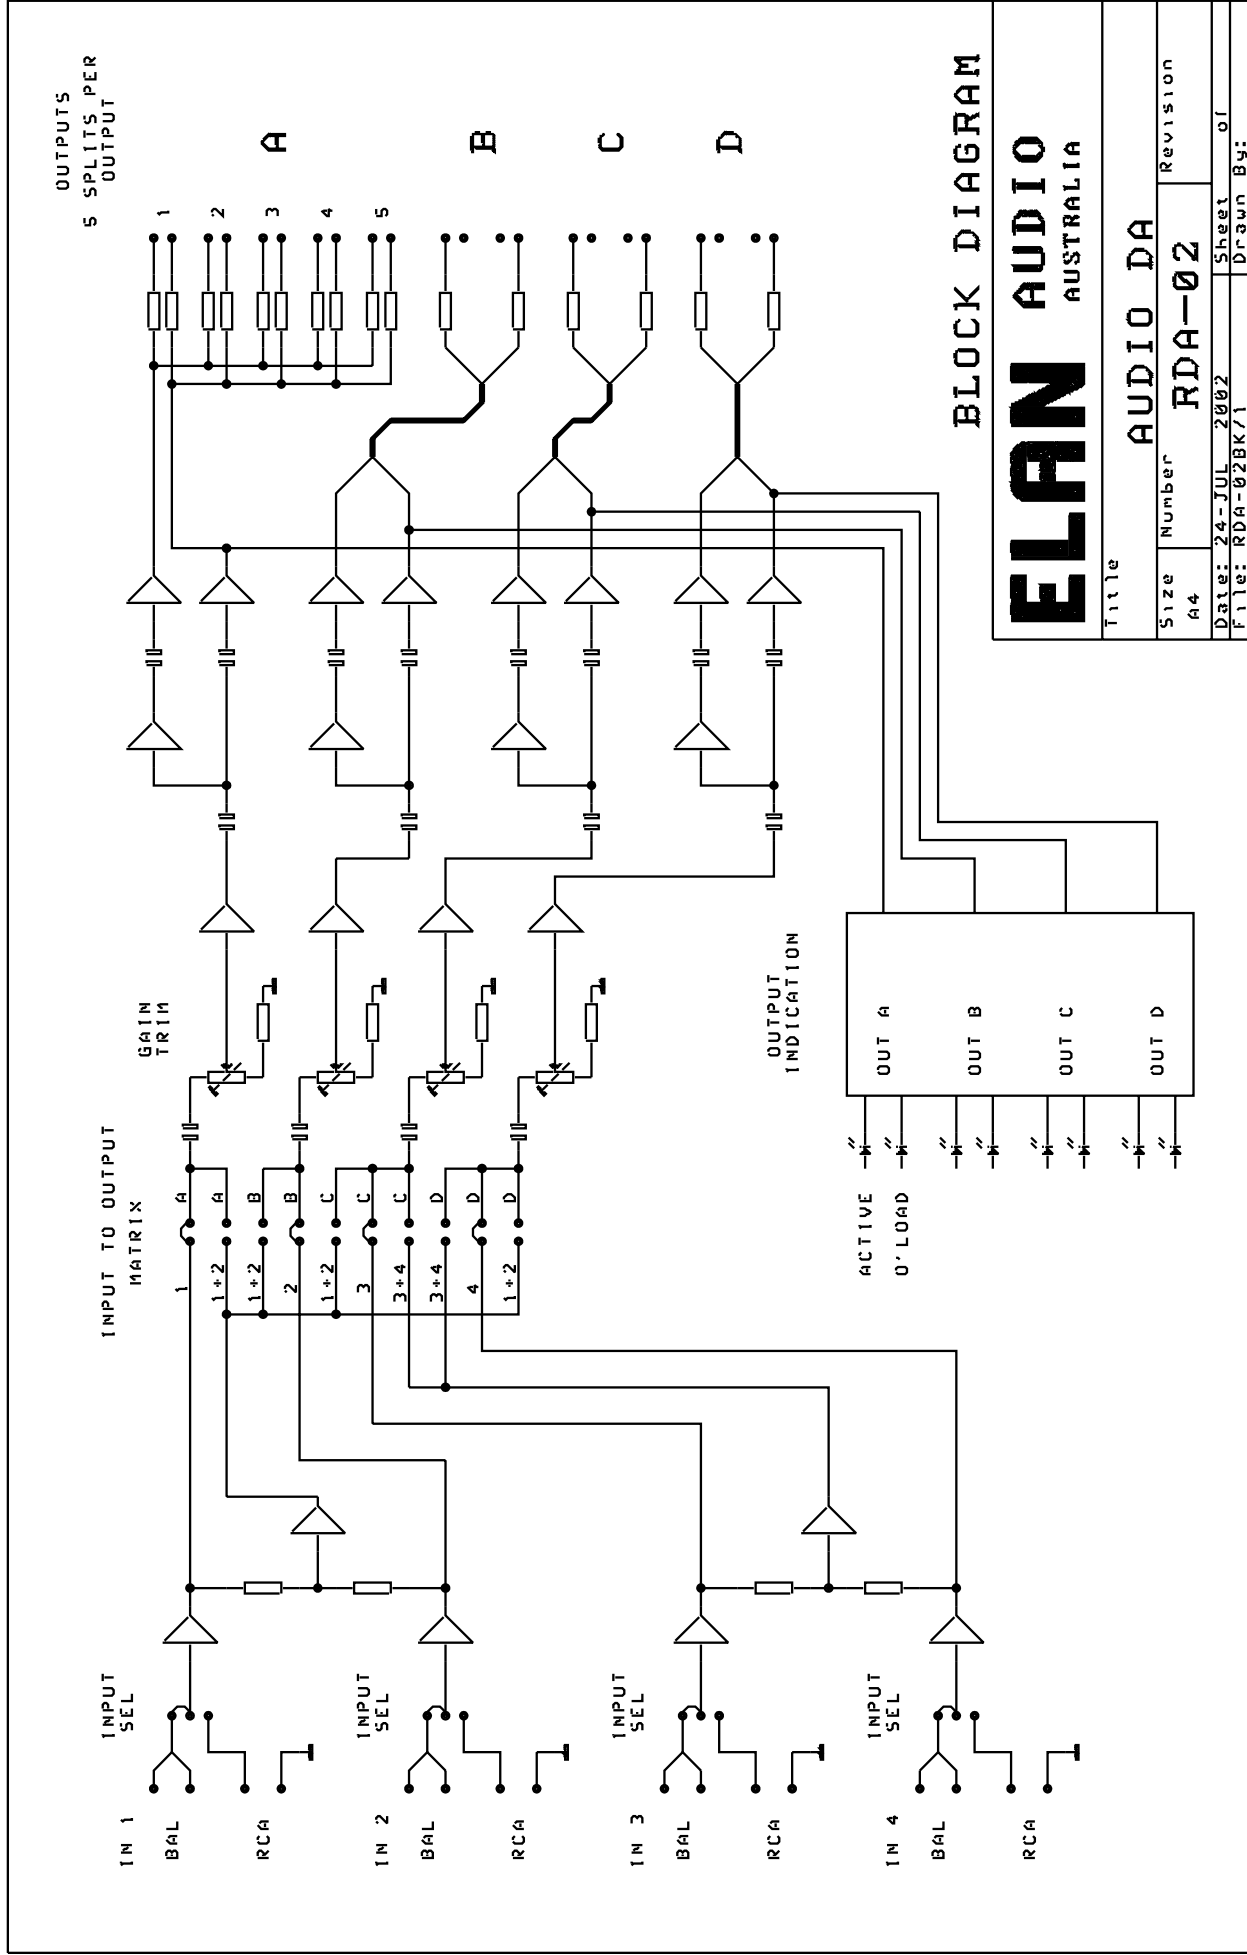 IN 1
BAL
RCA
INPUT
SEL
IN 2
BAL
RCA
INPUT
SEL
IN 3
BAL
RCA
INPUT
SEL
IN 4
BAL
RCA
INPUT
SEL
INPUT TO OUTPUT
MATRIX
1 A
1+2 A
1+2 B
2 B
1+2 C
3 C
3+4 C
3+4 D
4 D
1+2 D
GAIN
TRIM
ACTIVE
O'LOAD
OUTPUT
INDICATION
OUT A
OUT B
OUT C
OUT D
OUTPUTS
5 SPLITS PER
OUTPUT
1
2
3
4
5
A
B
C
D
BLOCK DIAGRAM
ELAN AUDIO
AUSTRALIA
Title
AUDIO DA
Size Number Revision
A4 RDA-02
Date: 24-JUL 2002 Sheet of
File: RDA-02BK/1 Drawn By: